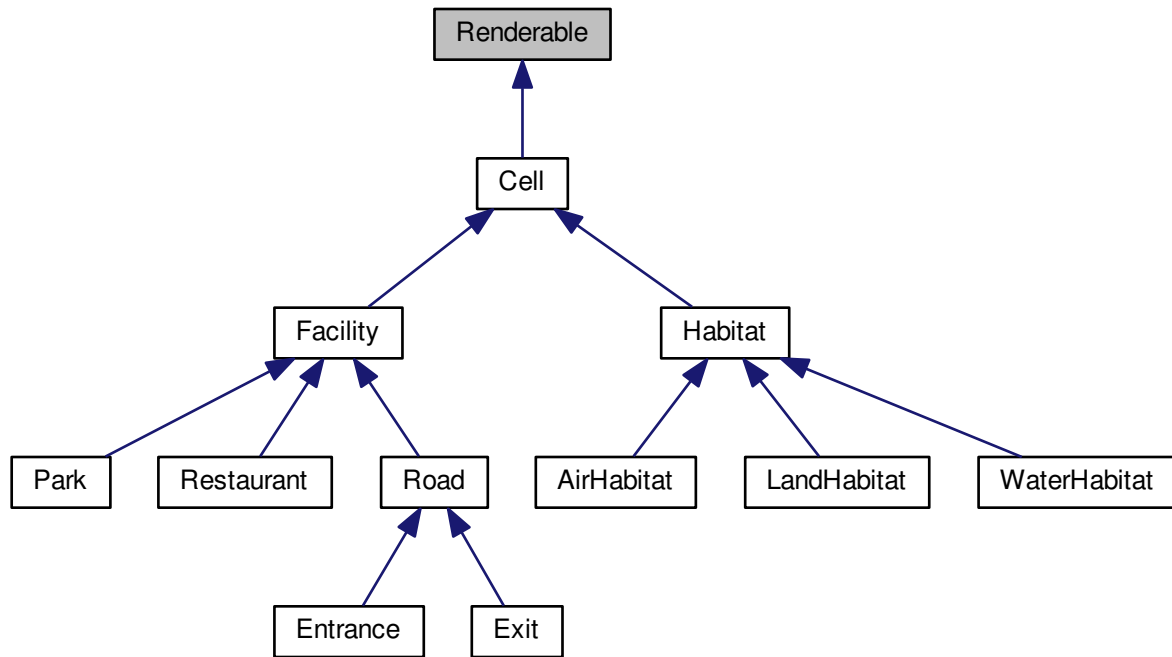 Renderable
Cell
Facility
Habitat
Park
Restaurant
Road
AirHabitat
LandHabitat
WaterHabitat
Entrance
Exit